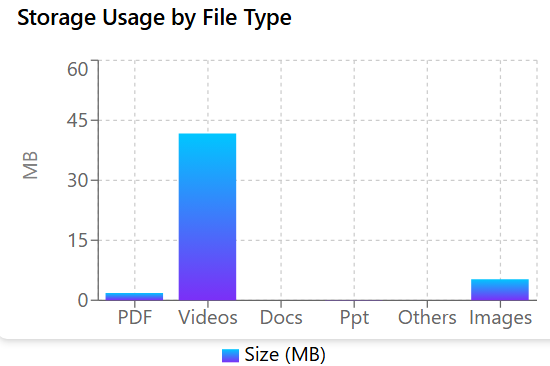 Storage Usage by File Type
60
45
MB
30
15
0
PDF Videos Docs Ppt Others Images
Size (MB)